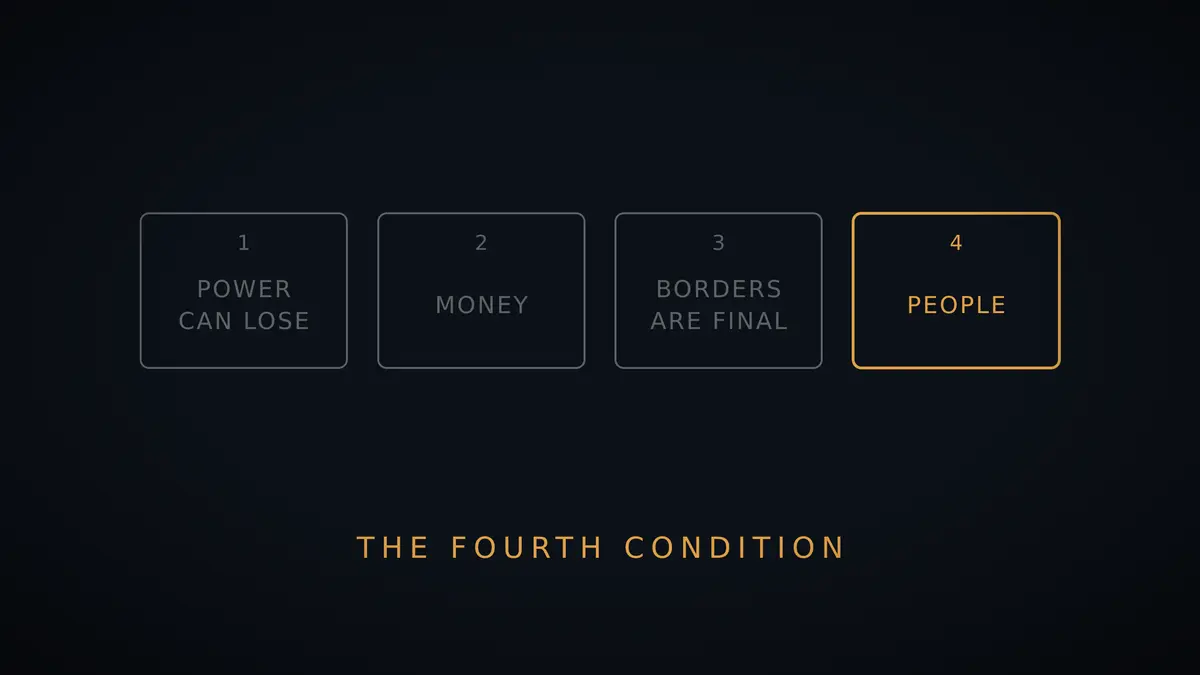 1
POWER
CAN LOSE
2
MONEY
3
BORDERS
ARE FINAL
4
PEOPLE
THE FOURTH CONDITION